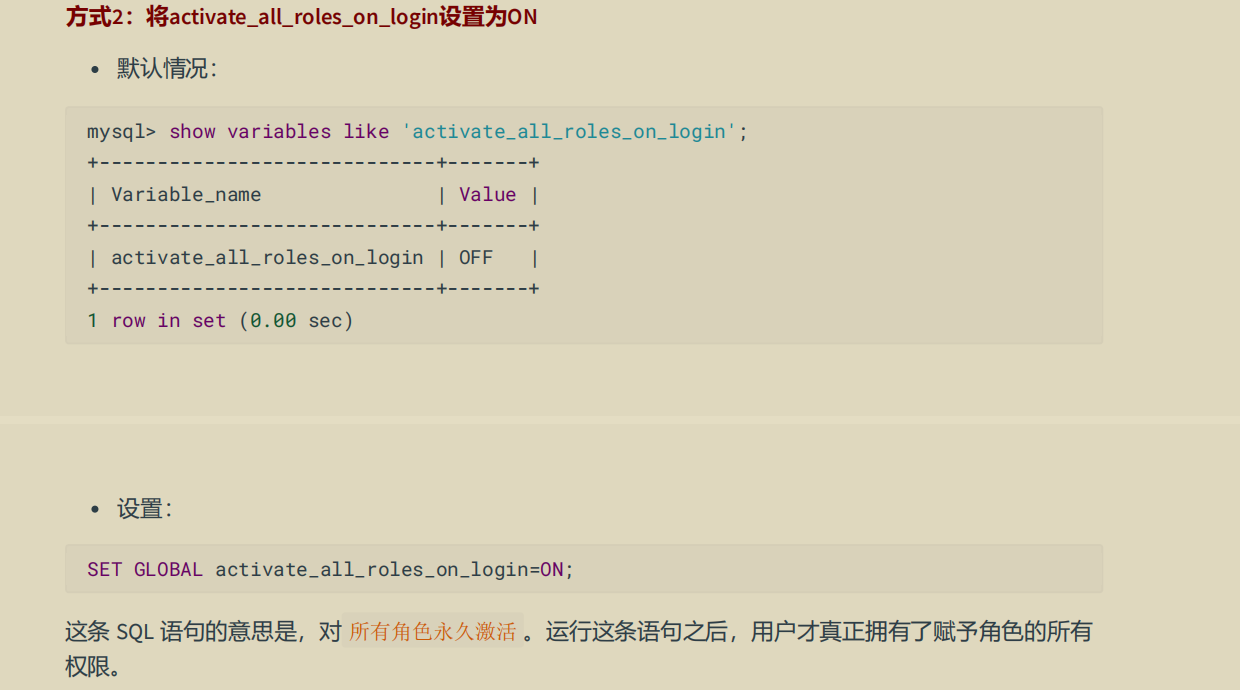 方式2：将activate_all_roles_on_login设置为ON
• 默认情况：
mysql> show variables like 'activate_all_roles_on_login';
+-----------------------------+-------+
| Variable_name               | Value |
+-----------------------------+-------+
| activate_all_roles_on_login | OFF   |
+-----------------------------+-------+
1 row in set (0.00 sec)
• 设置：
SET GLOBAL activate_all_roles_on_login=ON;
这条 SQL 语句的意思是，对 所有角色永久激活 。运行这条语句之后，用户才真正拥有了赋予角色的所有
权限。